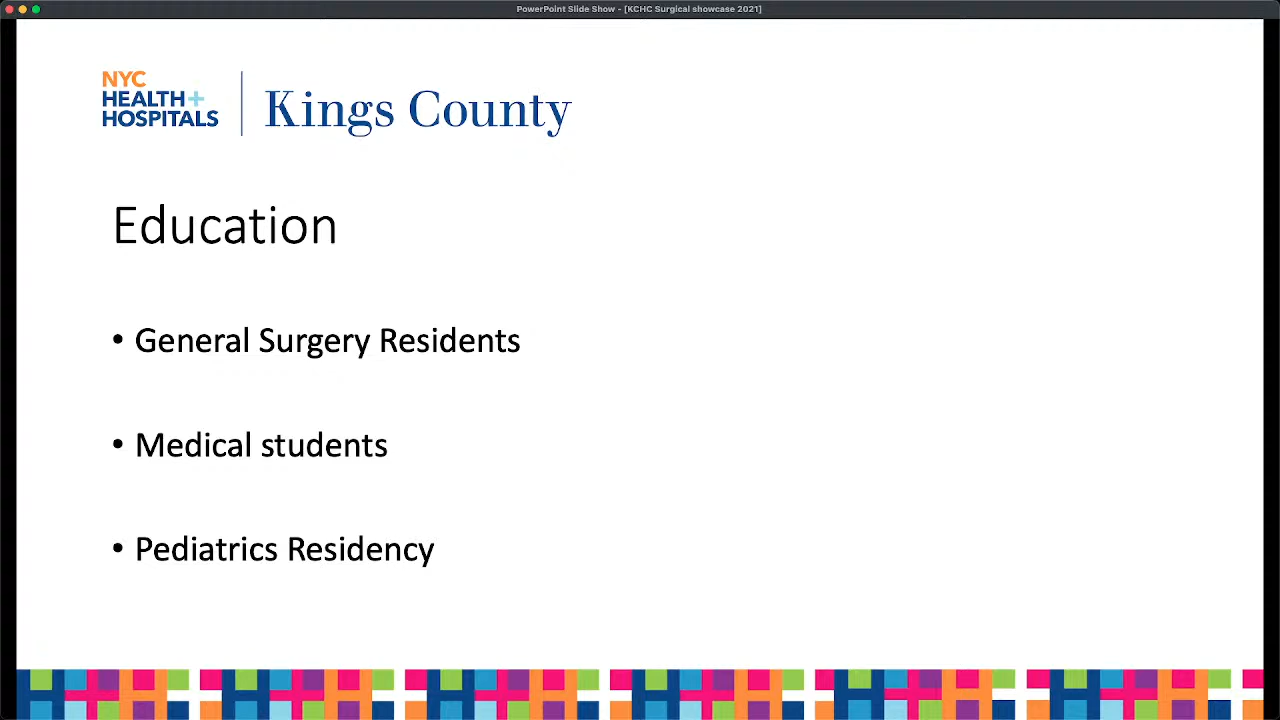 PowerPoint Slide Show - [KCHC Surgical showcase 2021]
NYC
HEALTH+
HOSPITALS
Kings County
Education
• General Surgery Residents
• Medical students
• Pediatrics Residency